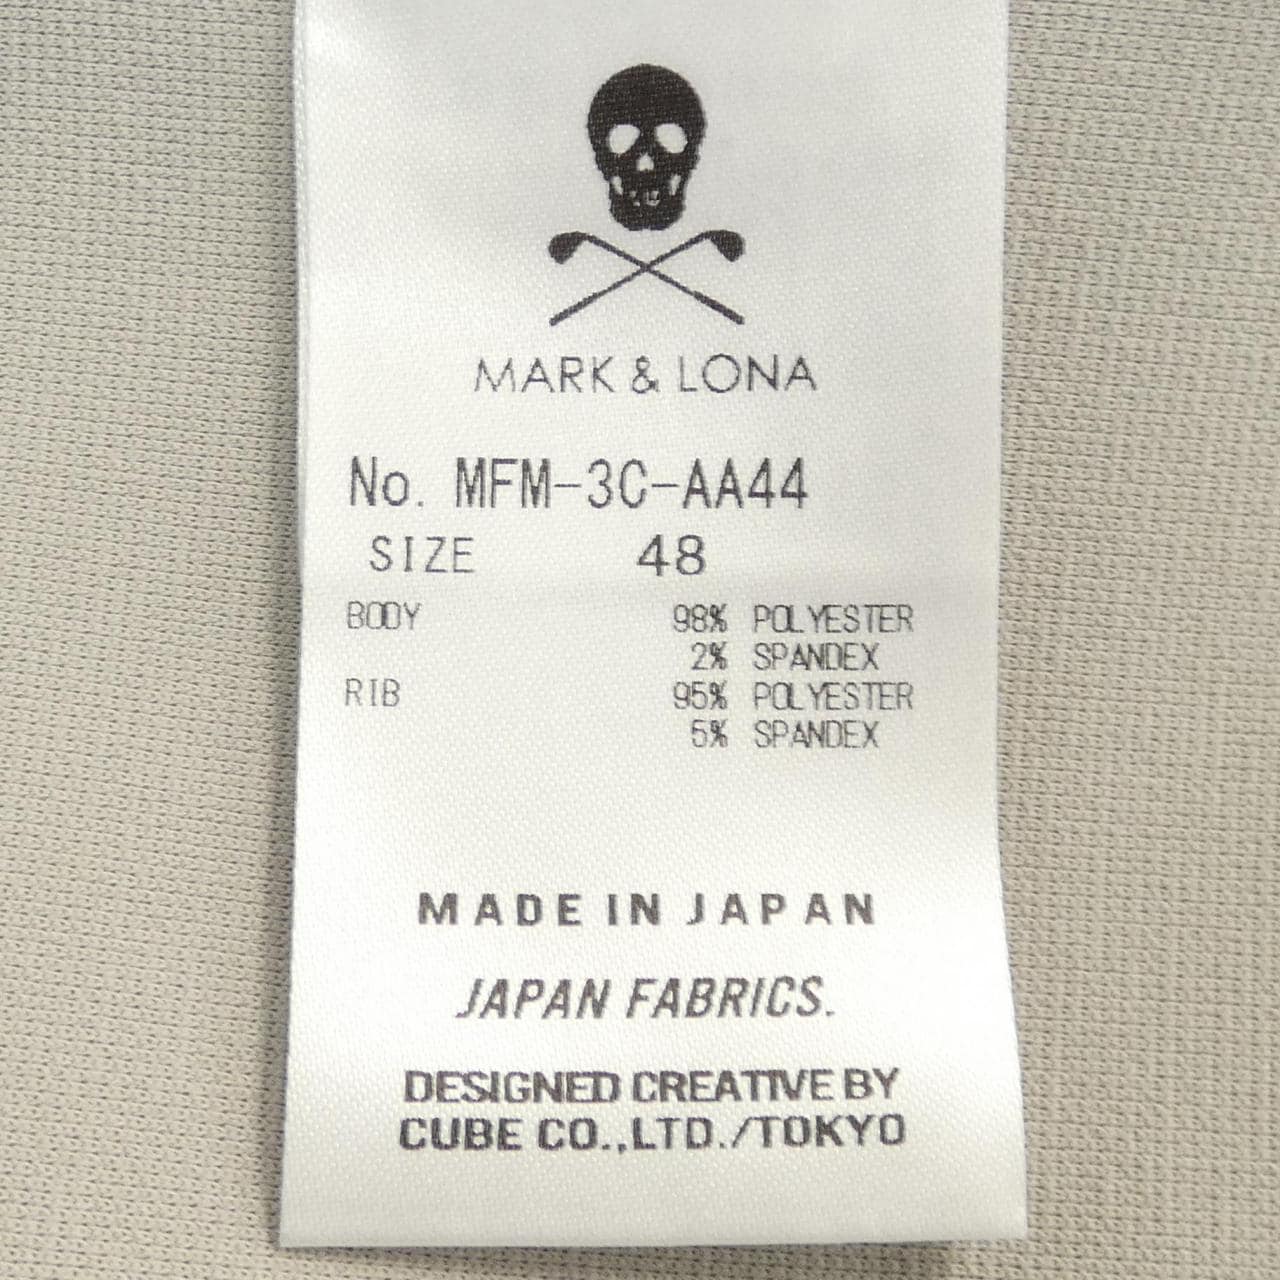 MARK & LONA
No. MFM-3C-AA44
SIZE 48
BODY 98% POLYESTER
2% SPANDEX
RIB 95% POLYESTER
5% SPANDEX
MADE IN JAPAN
JAPAN FABRICS.
DESIGNED CREATIVE BY
CUBE CO.,LTD./TOKYO